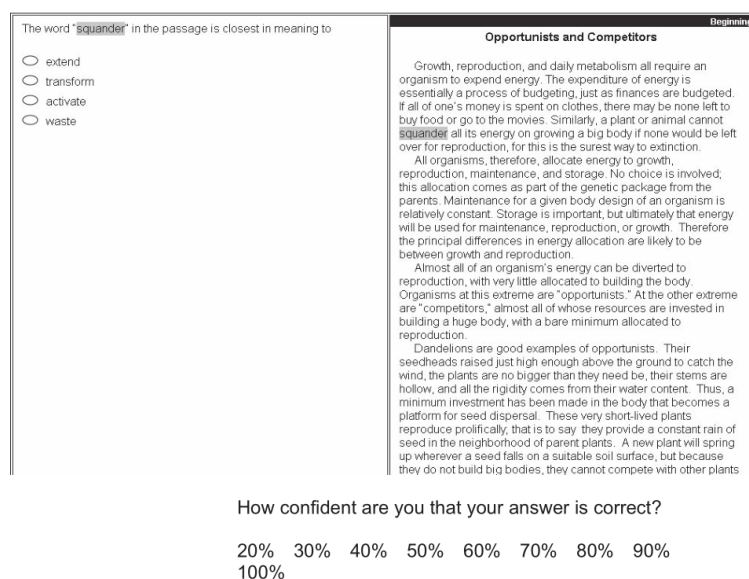 The word "squander" in the passage is closest in meaning to
extend
transform
activate
waste
Beginning
Opportunists and Competitors
Growth, reproduction, and daily metabolism all require an
organism to expend energy. The expenditure of energy is
essentially a process of budgeting, just as finances are budgeted.
If all of one's money is spent on clothes, there may be none left to
buy food or go to the movies. Similarly, a plant or animal cannot
squander all its energy on growing a big body if none would be left
over for reproduction, for this is the surest way to extinction.
All organisms, therefore, allocate energy to growth,
reproduction, maintenance, and storage. No choice is involved;
this allocation comes as part of the genetic package from the
parents. Maintenance for a given body design of an organism is
relatively constant. Storage is important, but ultimately that energy
will be used for maintenance, reproduction, or growth. Therefore
the principal differences in energy allocation are likely to be
between growth and reproduction.
Almost all of an organism's energy can be diverted to
reproduction, with very little allocated to building the body.
Organisms at this extreme are "opportunists." At the other extreme
are "competitors," almost all of whose resources are invested in
building a huge body, with a bare minimum allocated to
reproduction.
Dandelions are good examples of opportunists. Their
seedheads raised just high enough above the ground to catch the
wind, the plants are no bigger than they need be, their stems are
hollow, and all the rigidity comes from their water content. Thus, a
minimum investment has been made in the body that becomes a
platform for seed dispersal. These very short-lived plants
reproduce prolifically; that is to say they provide a constant rain of
seed in the neighborhood of parent plants. A new plant will spring
up wherever a seed falls on a suitable soil surface, but because
they do not build big bodies, they cannot compete with other plants
How confident are you that your answer is correct?
20% 30% 40% 50% 60% 70% 80% 90%
100%